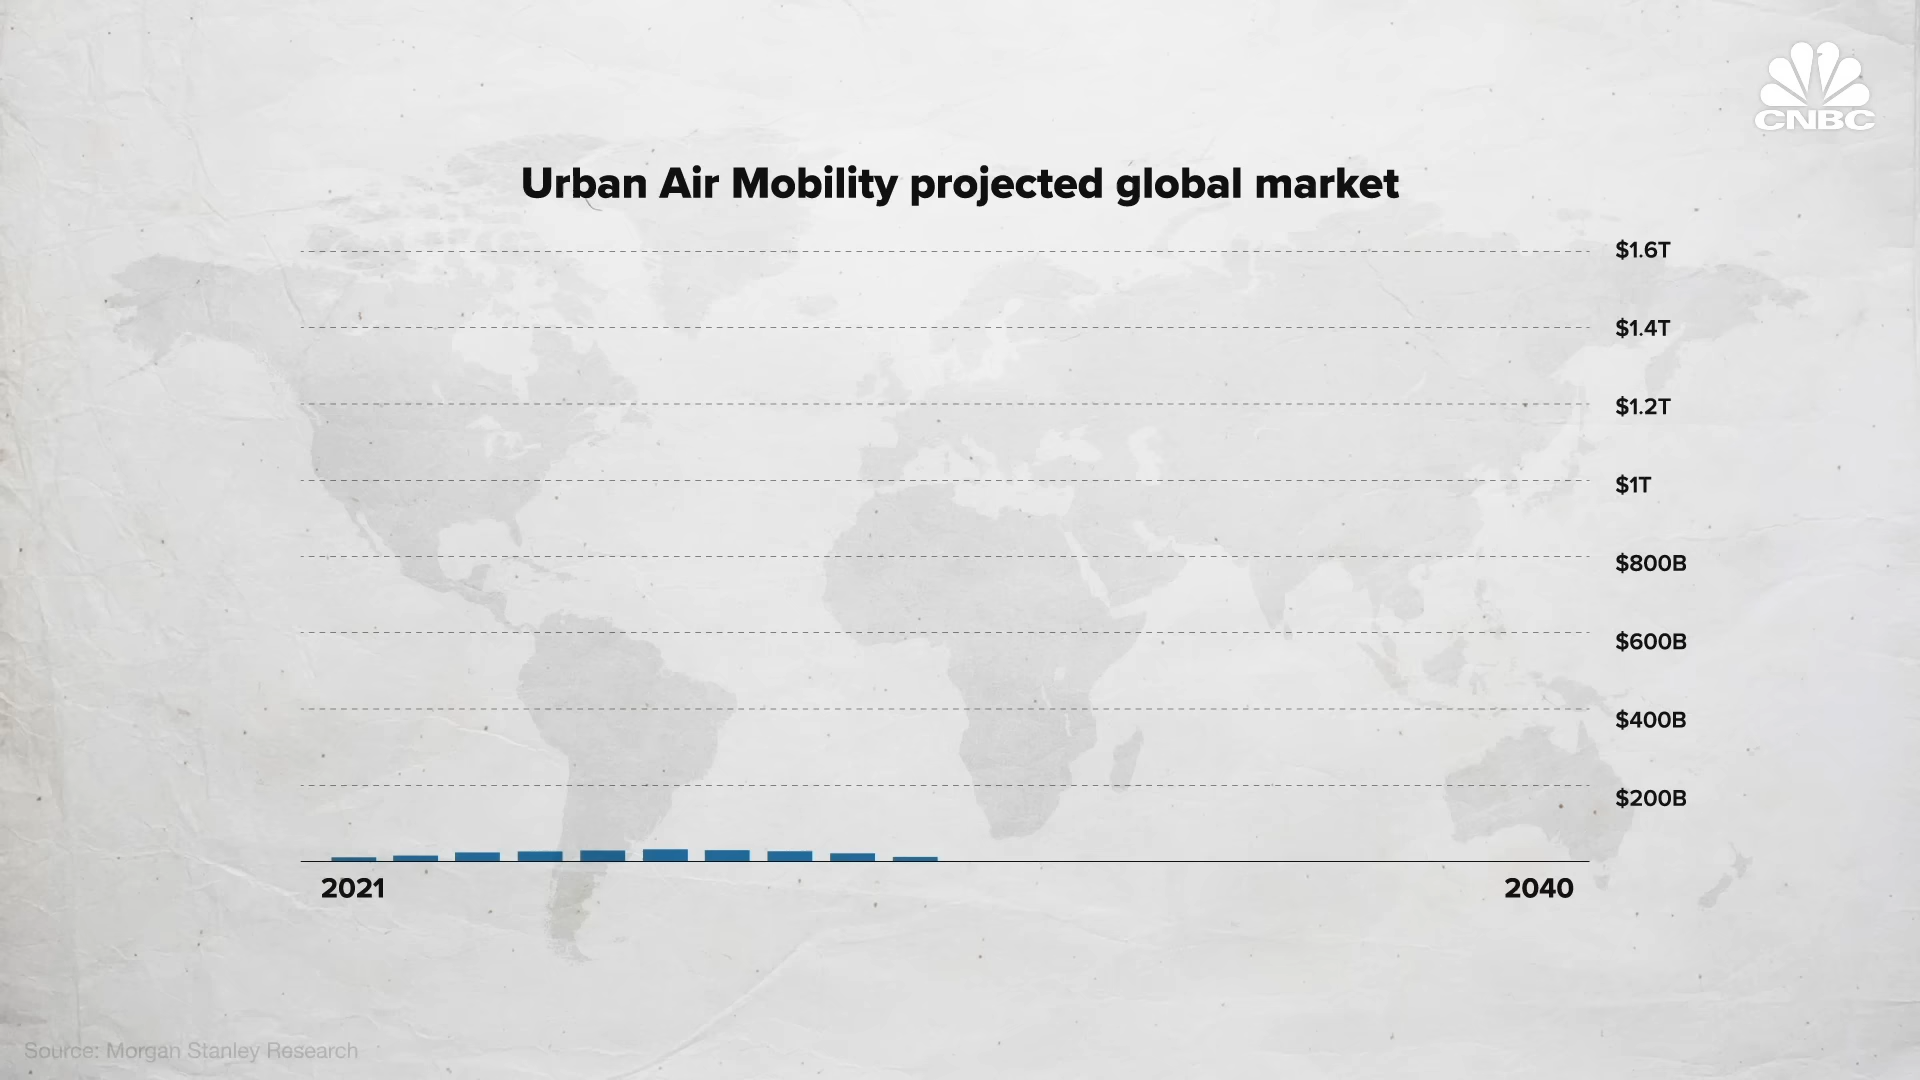 CNBC
Urban Air Mobility projected global market
$1.6T
$1.4T
$1.2T
$1T
$800B
$600B
$400B
$200B
2021
2040
Source: Morgan Stanley Research